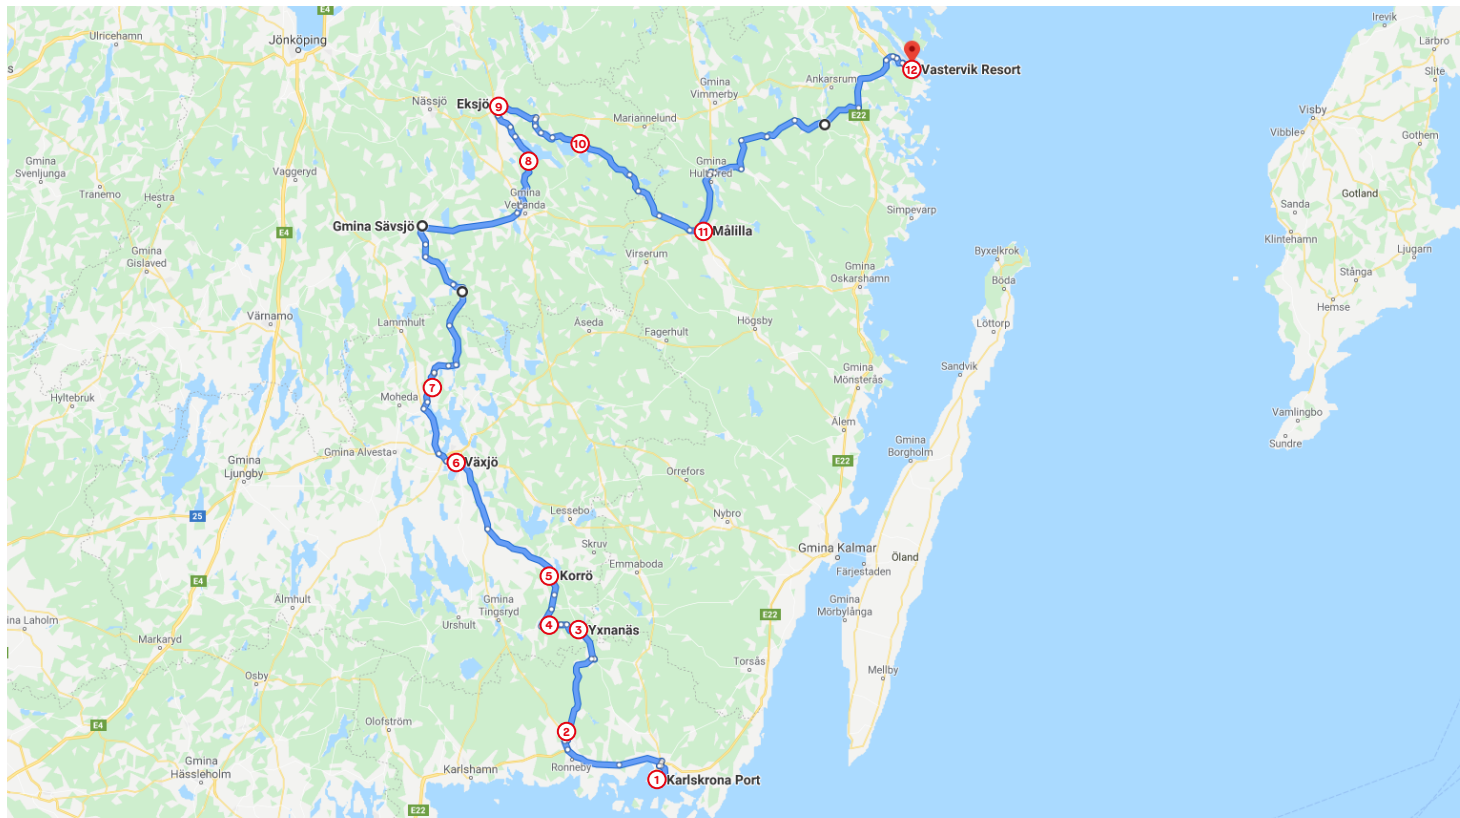 E4
Irevik
Ulricehamn
Jönköping
Lärbro
s
12
Vastervik Resort
Slite
Ankarsrum
Gmina
Vimmerby
Nässjö
Eksjö
9
Visby
E22
Mariannelund
Vibble
Gothem
10
Gmina
Svenljunga
8
Gmina
Vaggeryd
Tranemo
Hestra
Gmina
Gotland
Sanda
Simpevarp
Gmina Sävsjö
E4
11
Målilla
Klintehamn
Ljugarn
Gmina
Gislaved
Virserum
Byxelkrok
Gmina
Oskarshamn
Stånga
Böda
Hemse
Värnamo
Lammhult
Åseda
Fagerhult
Högsby
Löttorp
Gmina
Mönsterås
Sandvik
7
Hyltebruk
Moheda
Vamlingbo
Ålem
Sundre
Gmina
Borgholm
Gmina Alvesta
6
Växjö
E22
Gmina
Ljungby
Orrefors
25
Lessebo
Nybro
Skruv
Gmina Kalmar
Öland
Emmaboda
Färjestaden
5
Korrö
E4
Älmhult
Gmina
Tingsryd
Gmina
Mörbylånga
E22
ina Laholm
Urshult
4
3
Yxnanäs
Markaryd
Torsås
Mellby
Osby
E4
Olofström
2
Gmina
Hässleholm
Karlshamn
Ronneby
1
Karlskrona Port
E22